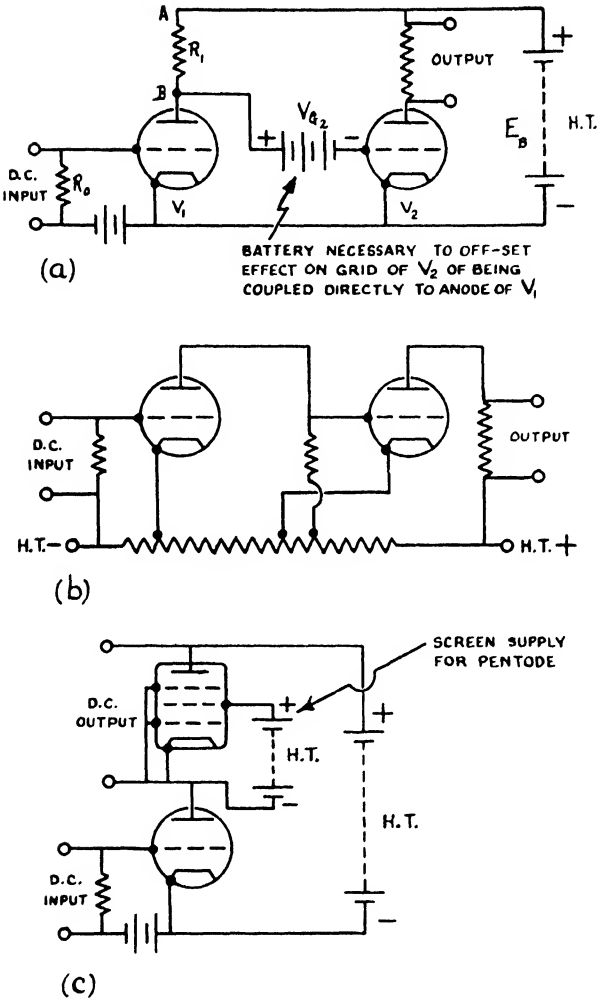 A
R₁
B
OUTPUT
+
E_B
H.T.
−
+
V_G2
−
D.C.
INPUT
R₀
V₁
V₂
BATTERY NECESSARY TO OFF-SET
EFFECT ON GRID OF V₂ OF BEING
COUPLED DIRECTLY TO ANODE OF V₁
(a)
D.C.
INPUT
OUTPUT
H.T.−
H.T.+
(b)
SCREEN SUPPLY
FOR PENTODE
D.C.
OUTPUT
+
H.T.
−
+
H.T.
−
D.C.
INPUT
(c)